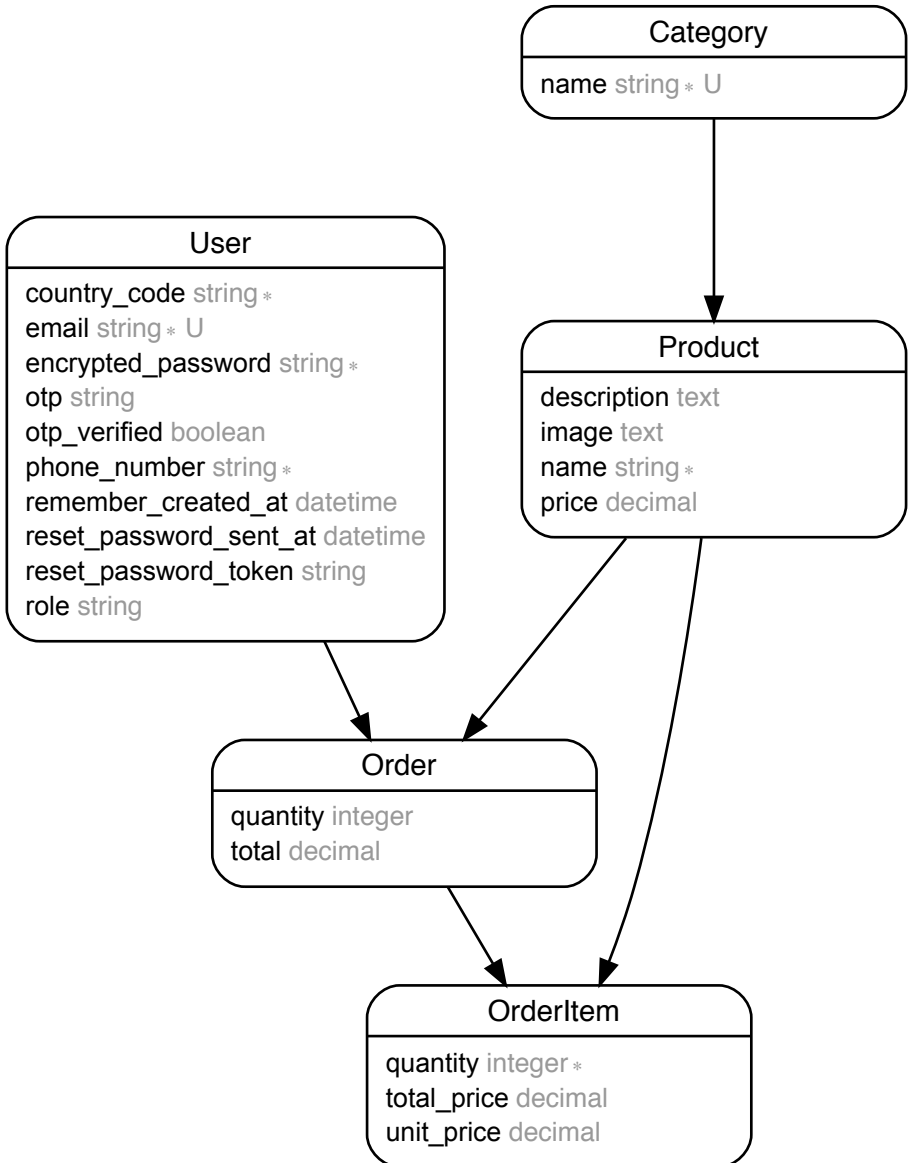 Category
name string* U
User
country_code string*
email string* U
encrypted_password string*
otp string
otp_verified boolean
phone_number string*
remember_created_at datetime
reset_password_sent_at datetime
reset_password_token string
role string
Product
description text
image text
name string*
price decimal
Order
quantity integer
total decimal
OrderItem
quantity integer*
total_price decimal
unit_price decimal